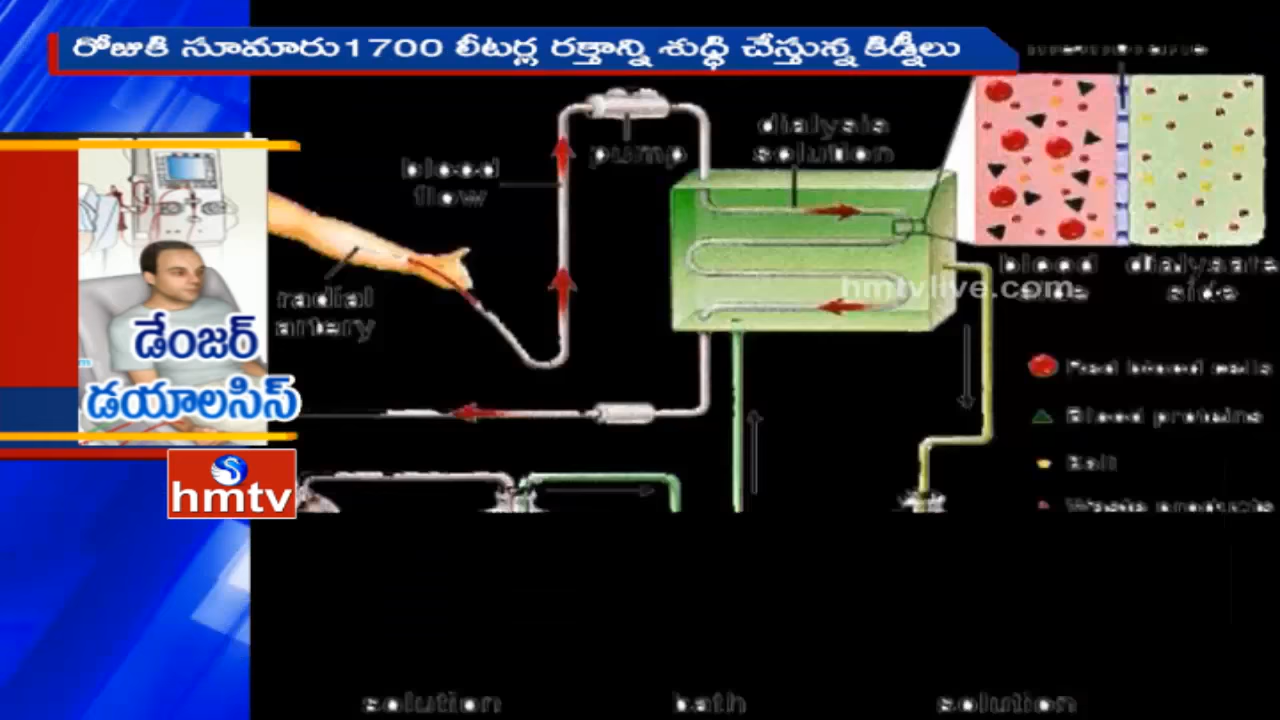 రోజుకి సూమారు 1700 లీటర్ల రక్తాన్ని శుద్ధి చేస్తున్న కిడ్నీలు
dialysis
solution
pump
blood
flow
radial
artery
blood
side
dialysate
side
hmtvlive.com
డేంజర్
డయాలసిస్
hmtv
Red blood cells
Blood proteins
Salt
Waste products
solution
bath
solution